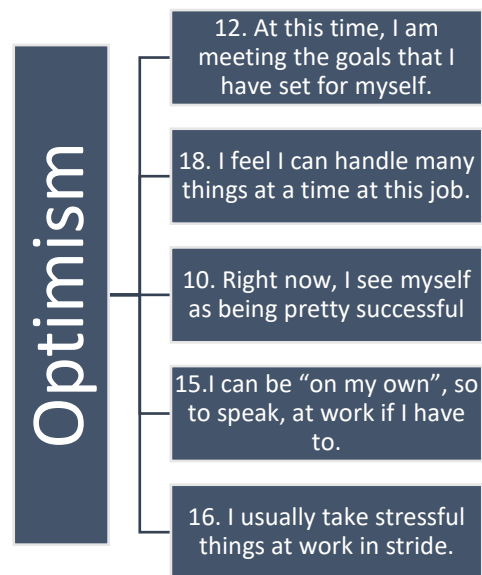 Optimism
12. At this time, I am
meeting the goals that I
have set for myself.
18. I feel I can handle many
things at a time at this job.
10. Right now, I see myself
as being pretty successful
15.I can be “on my own”, so
to speak, at work if I have
to.
16. I usually take stressful
things at work in stride.